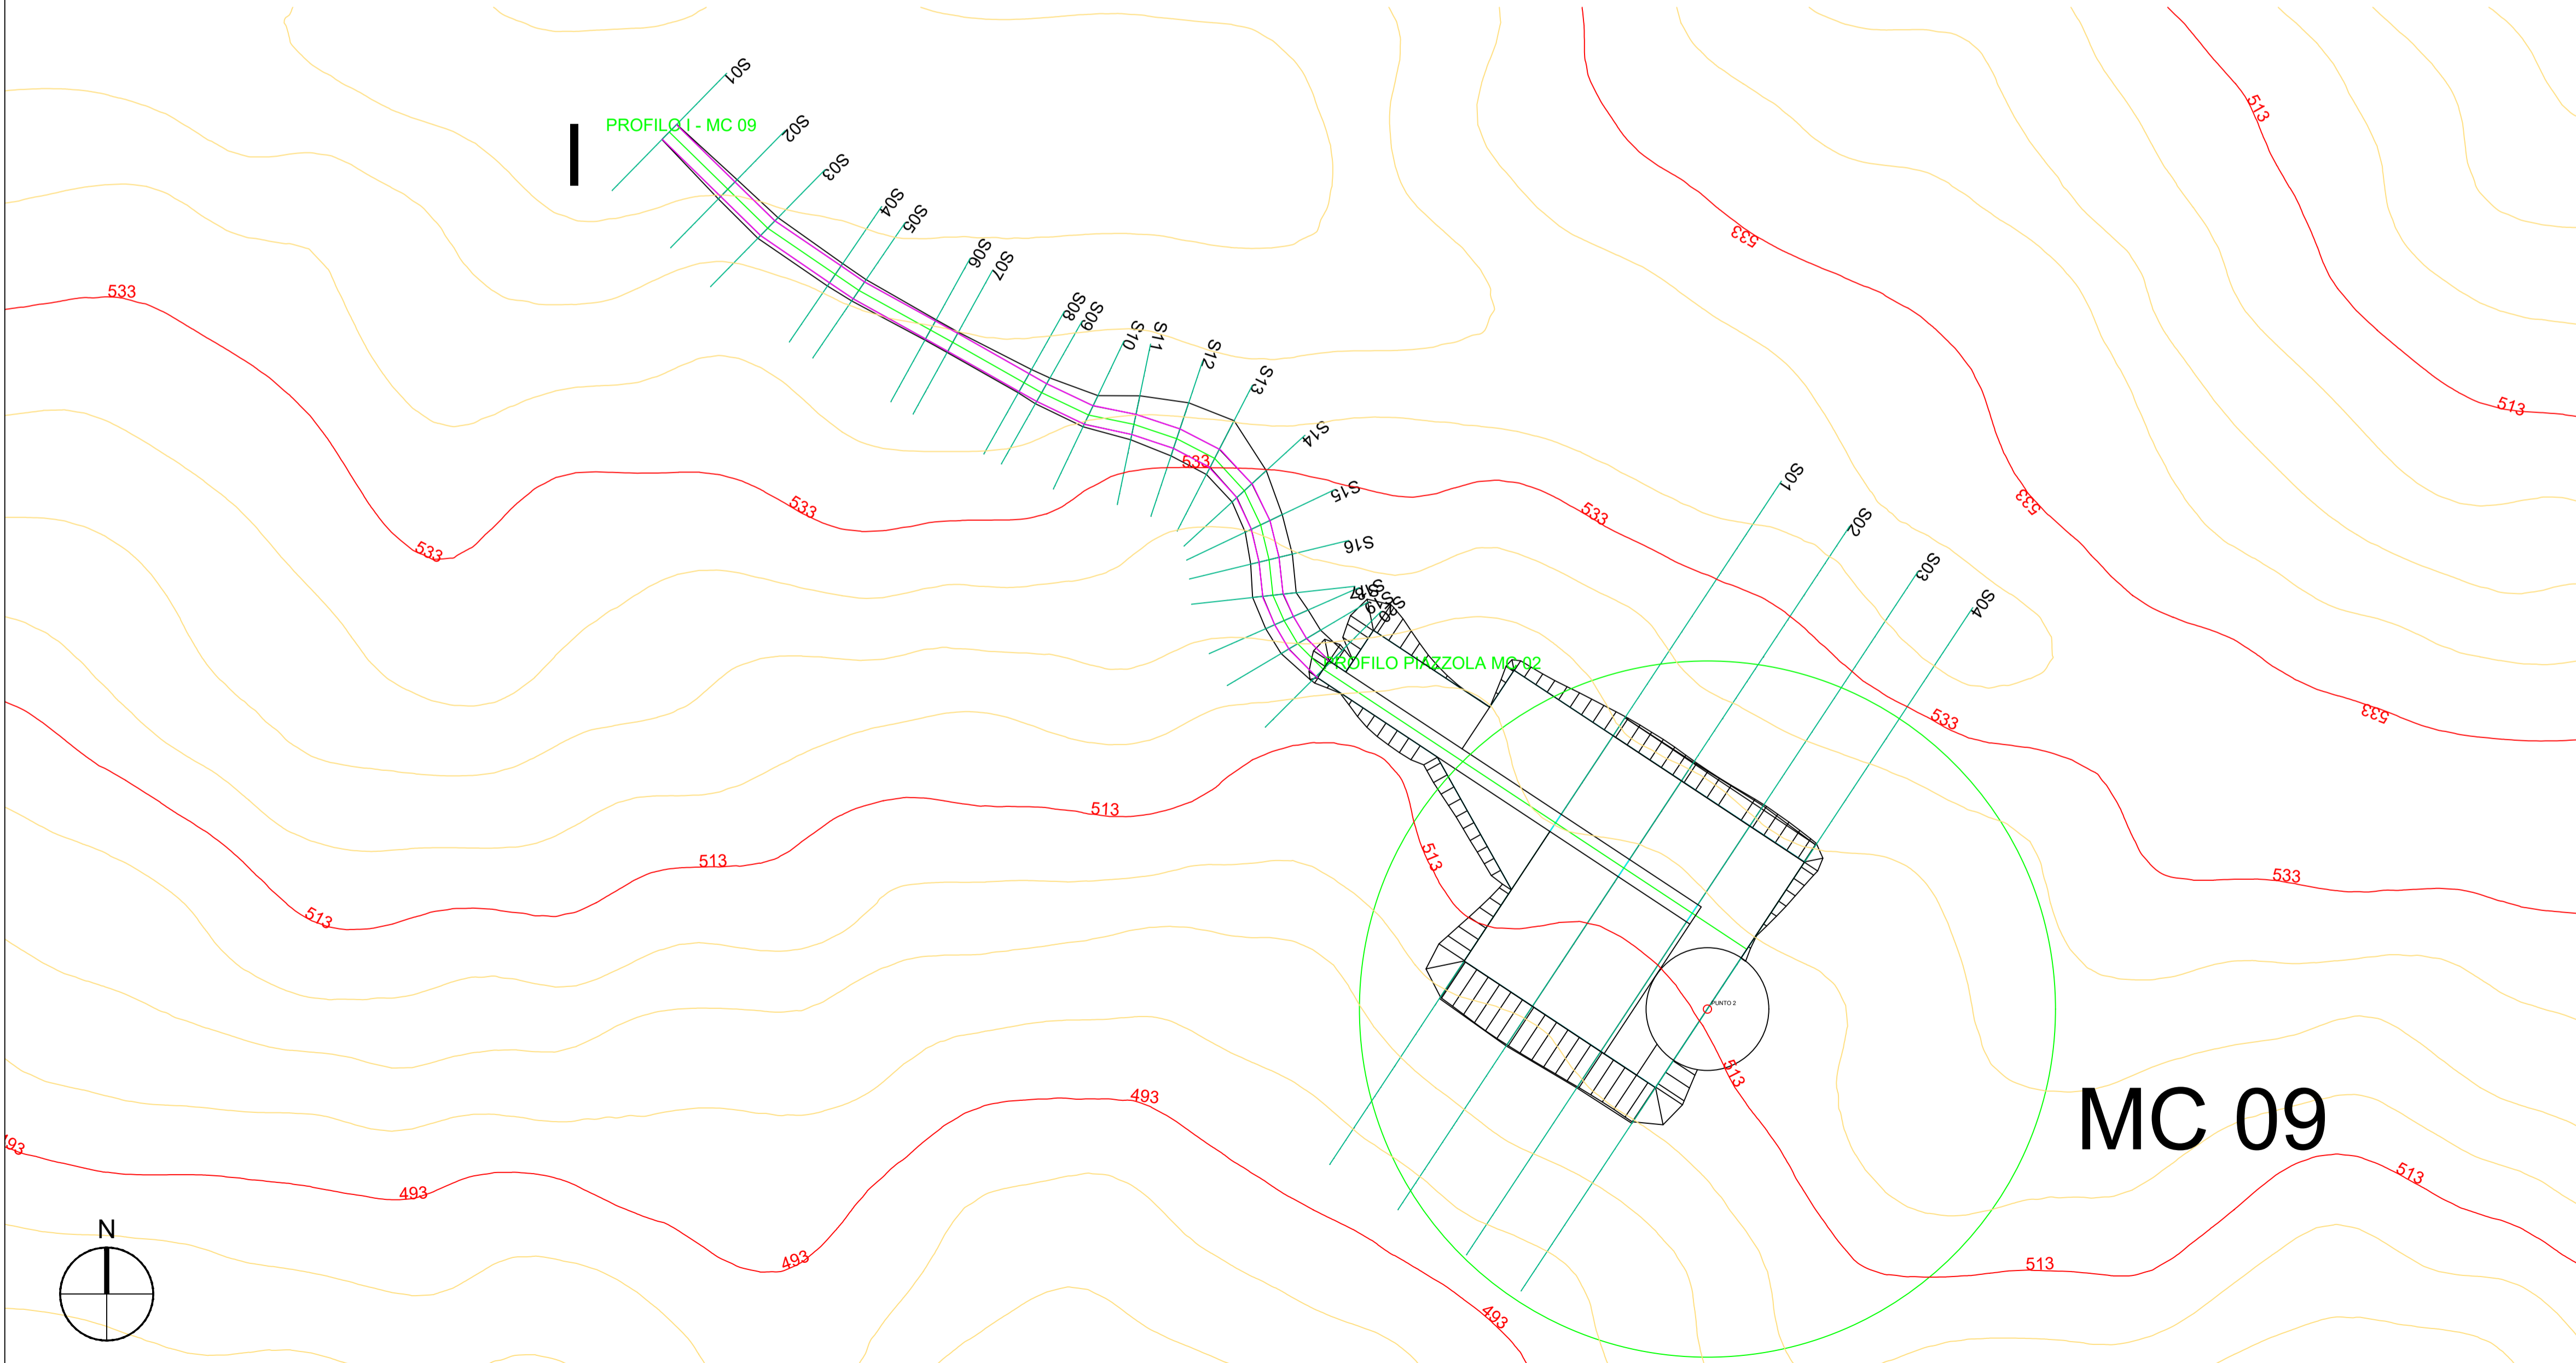 S01
PROFILO I - MC 09
I
S02
S03
S04
S05
S06
S07
S08
S09
S10
S11
S12
S13
S14
S15
S16
513
513
533
533
533
533
533
533
533
533
533
533
533
S01
S02
S03
S04
PROFILO PIAZZOLA MC 02
513
513
513
513
PUNTO 2
513
MC 09
493
493
493
493
513
513
N